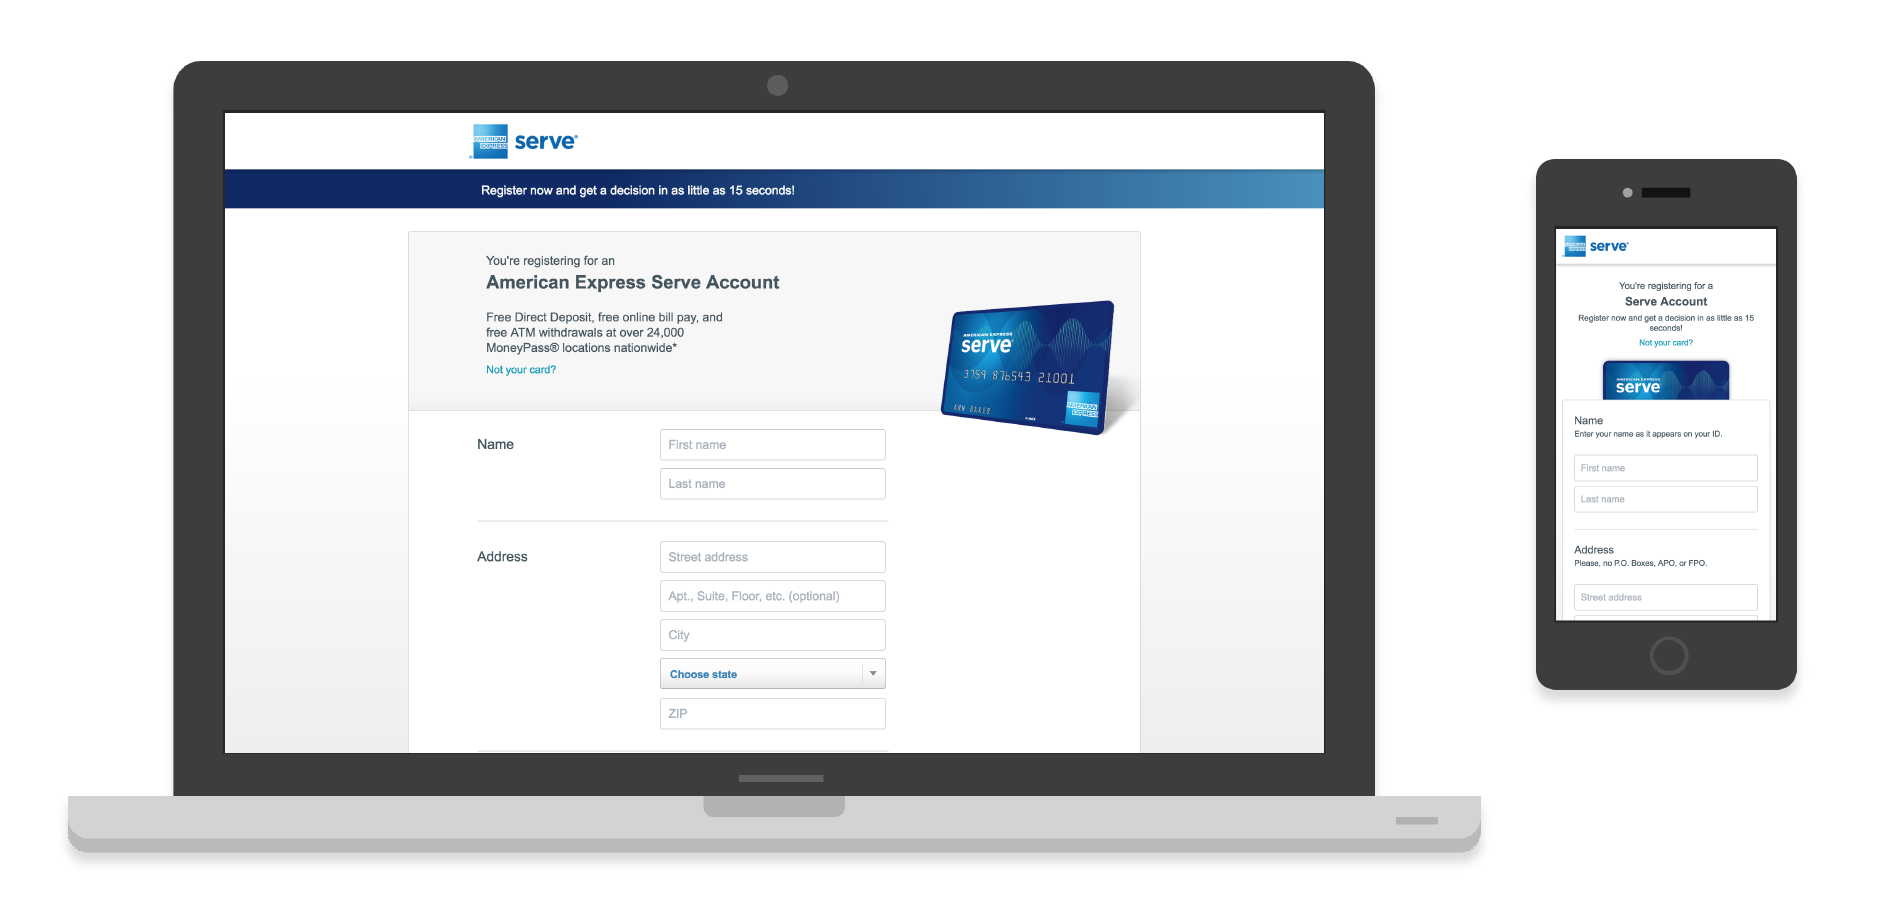 AMERICAN
EXPRESS
serve®
Register now and get a decision in as little as 15 seconds!
You're registering for an
American Express Serve Account
Free Direct Deposit, free online bill pay, and
free ATM withdrawals at over 24,000
MoneyPass® locations nationwide*
Not your card?
AMERICAN EXPRESS
serve
3759 876543 21001
ANN BAKER
AMERICAN
EXPRESS
Name
First name
Last name
Address
Street address
Apt., Suite, Floor, etc. (optional)
City
Choose state
ZIP
serve®
You're registering for a
Serve Account
Register now and get a decision in as little as 15
seconds!
Not your card?
AMERICAN EXPRESS
serve
Name
Enter your name as it appears on your ID.
First name
Last name
Address
Please, no P.O. Boxes, APO, or FPO.
Street address